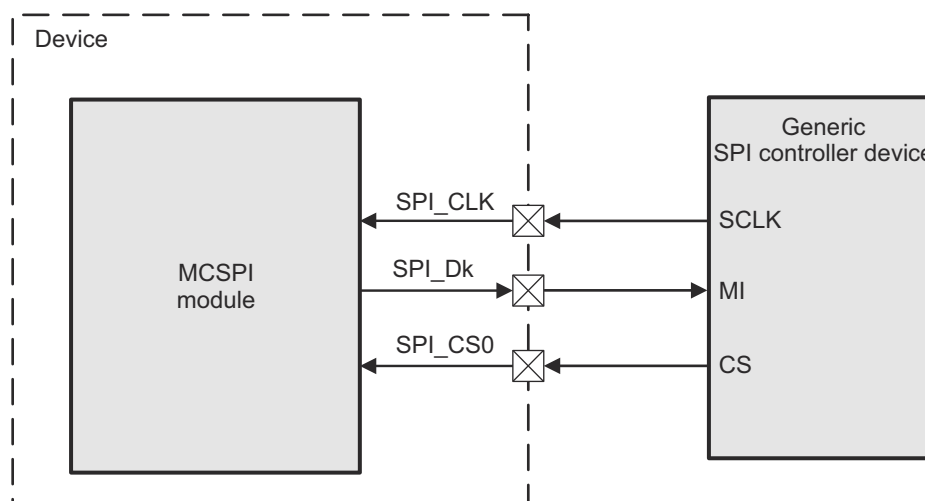 Device
Generic
SPI controller device
SPI_CLK
SCLK
SPI_Dk
MCSPI
module
MI
SPI_CS0
CS